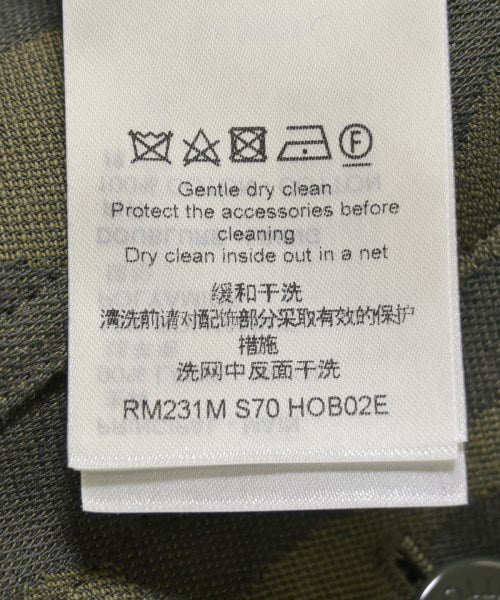 F
Gentle dry clean
Protect the accessories before
cleaning
Dry clean inside out in a net
缓和干洗
清洗前请对配饰部分采取有效的保护
措施
洗网中反面干洗
RM231M S70 HOB02E